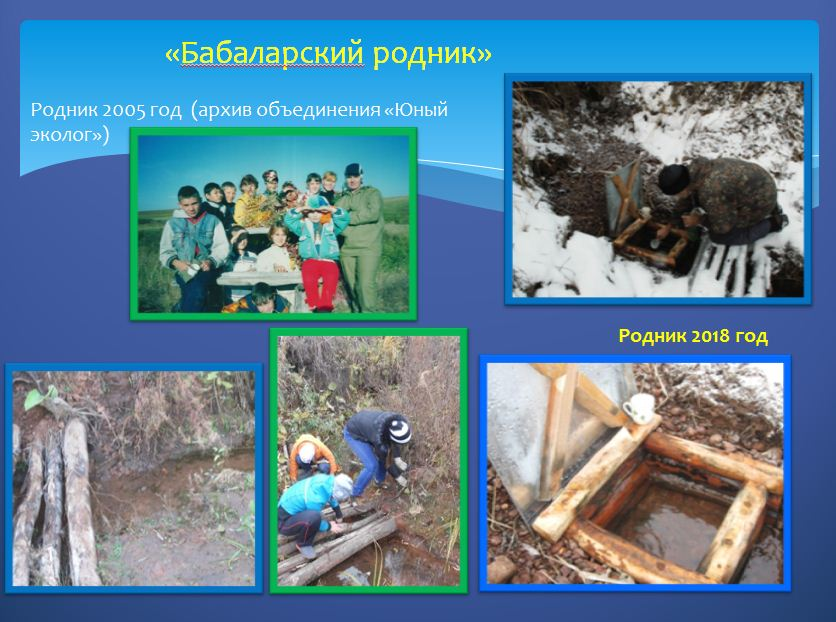 «Бабаларский родник»
Родник 2005 год (архив объединения «Юный
эколог»)
Родник 2018 год